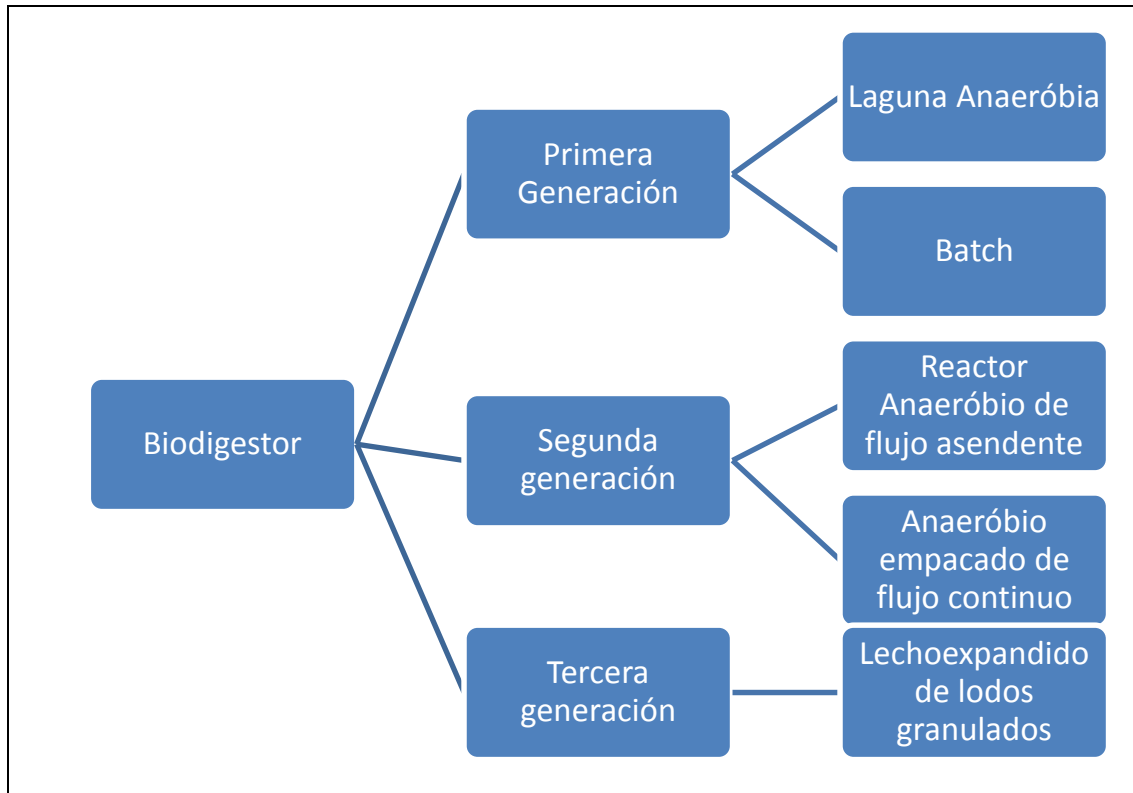 Biodigestor
Primera
Generación
Laguna Anaeróbia
Batch
Segunda
generación
Reactor
Anaeróbio de
flujo asendente
Anaeróbio
empacado de
flujo continuo
Tercera
generación
Lechoexpandido
de lodos
granulados